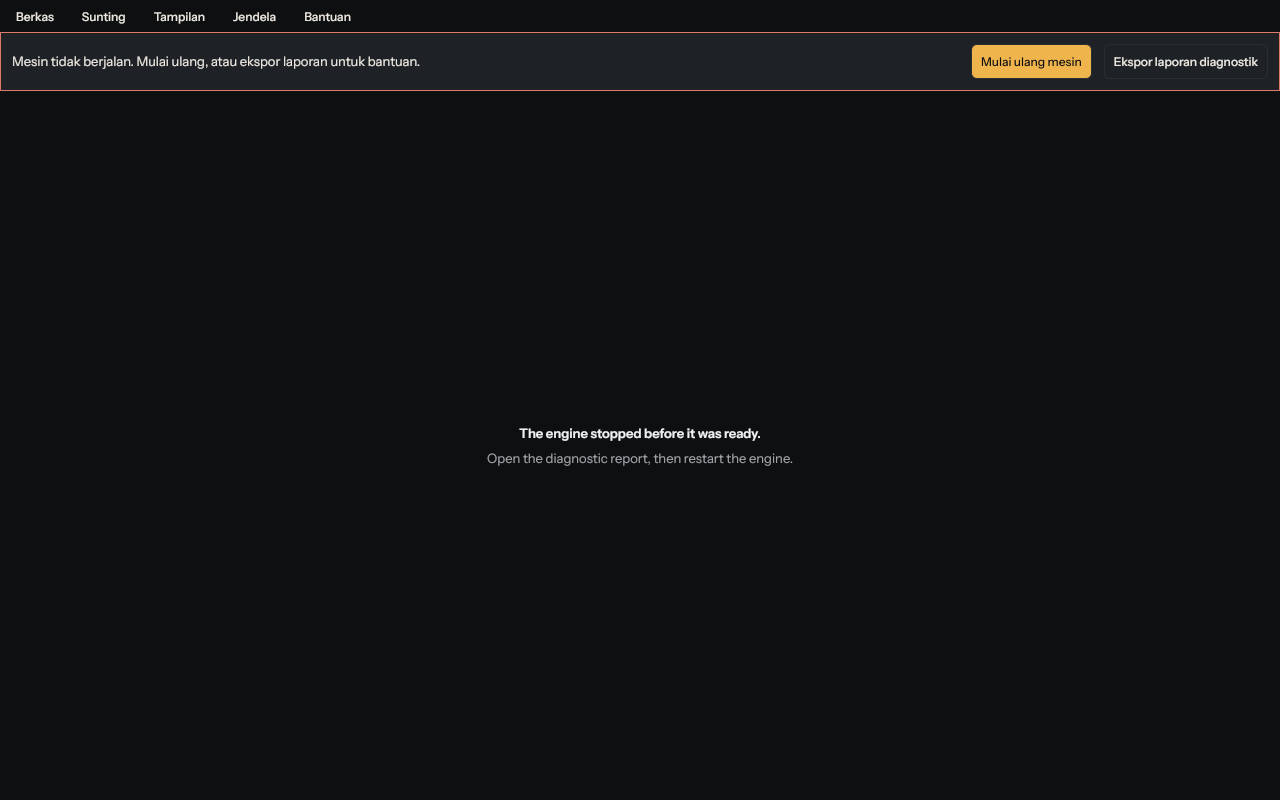 Berkas Sunting Tampilan Jendela Bantuan
Mesin tidak berjalan. Mulai ulang, atau ekspor laporan untuk bantuan. Mulai ulang mesin Ekspor laporan diagnostik
The engine stopped before it was ready.
Open the diagnostic report, then restart the engine.